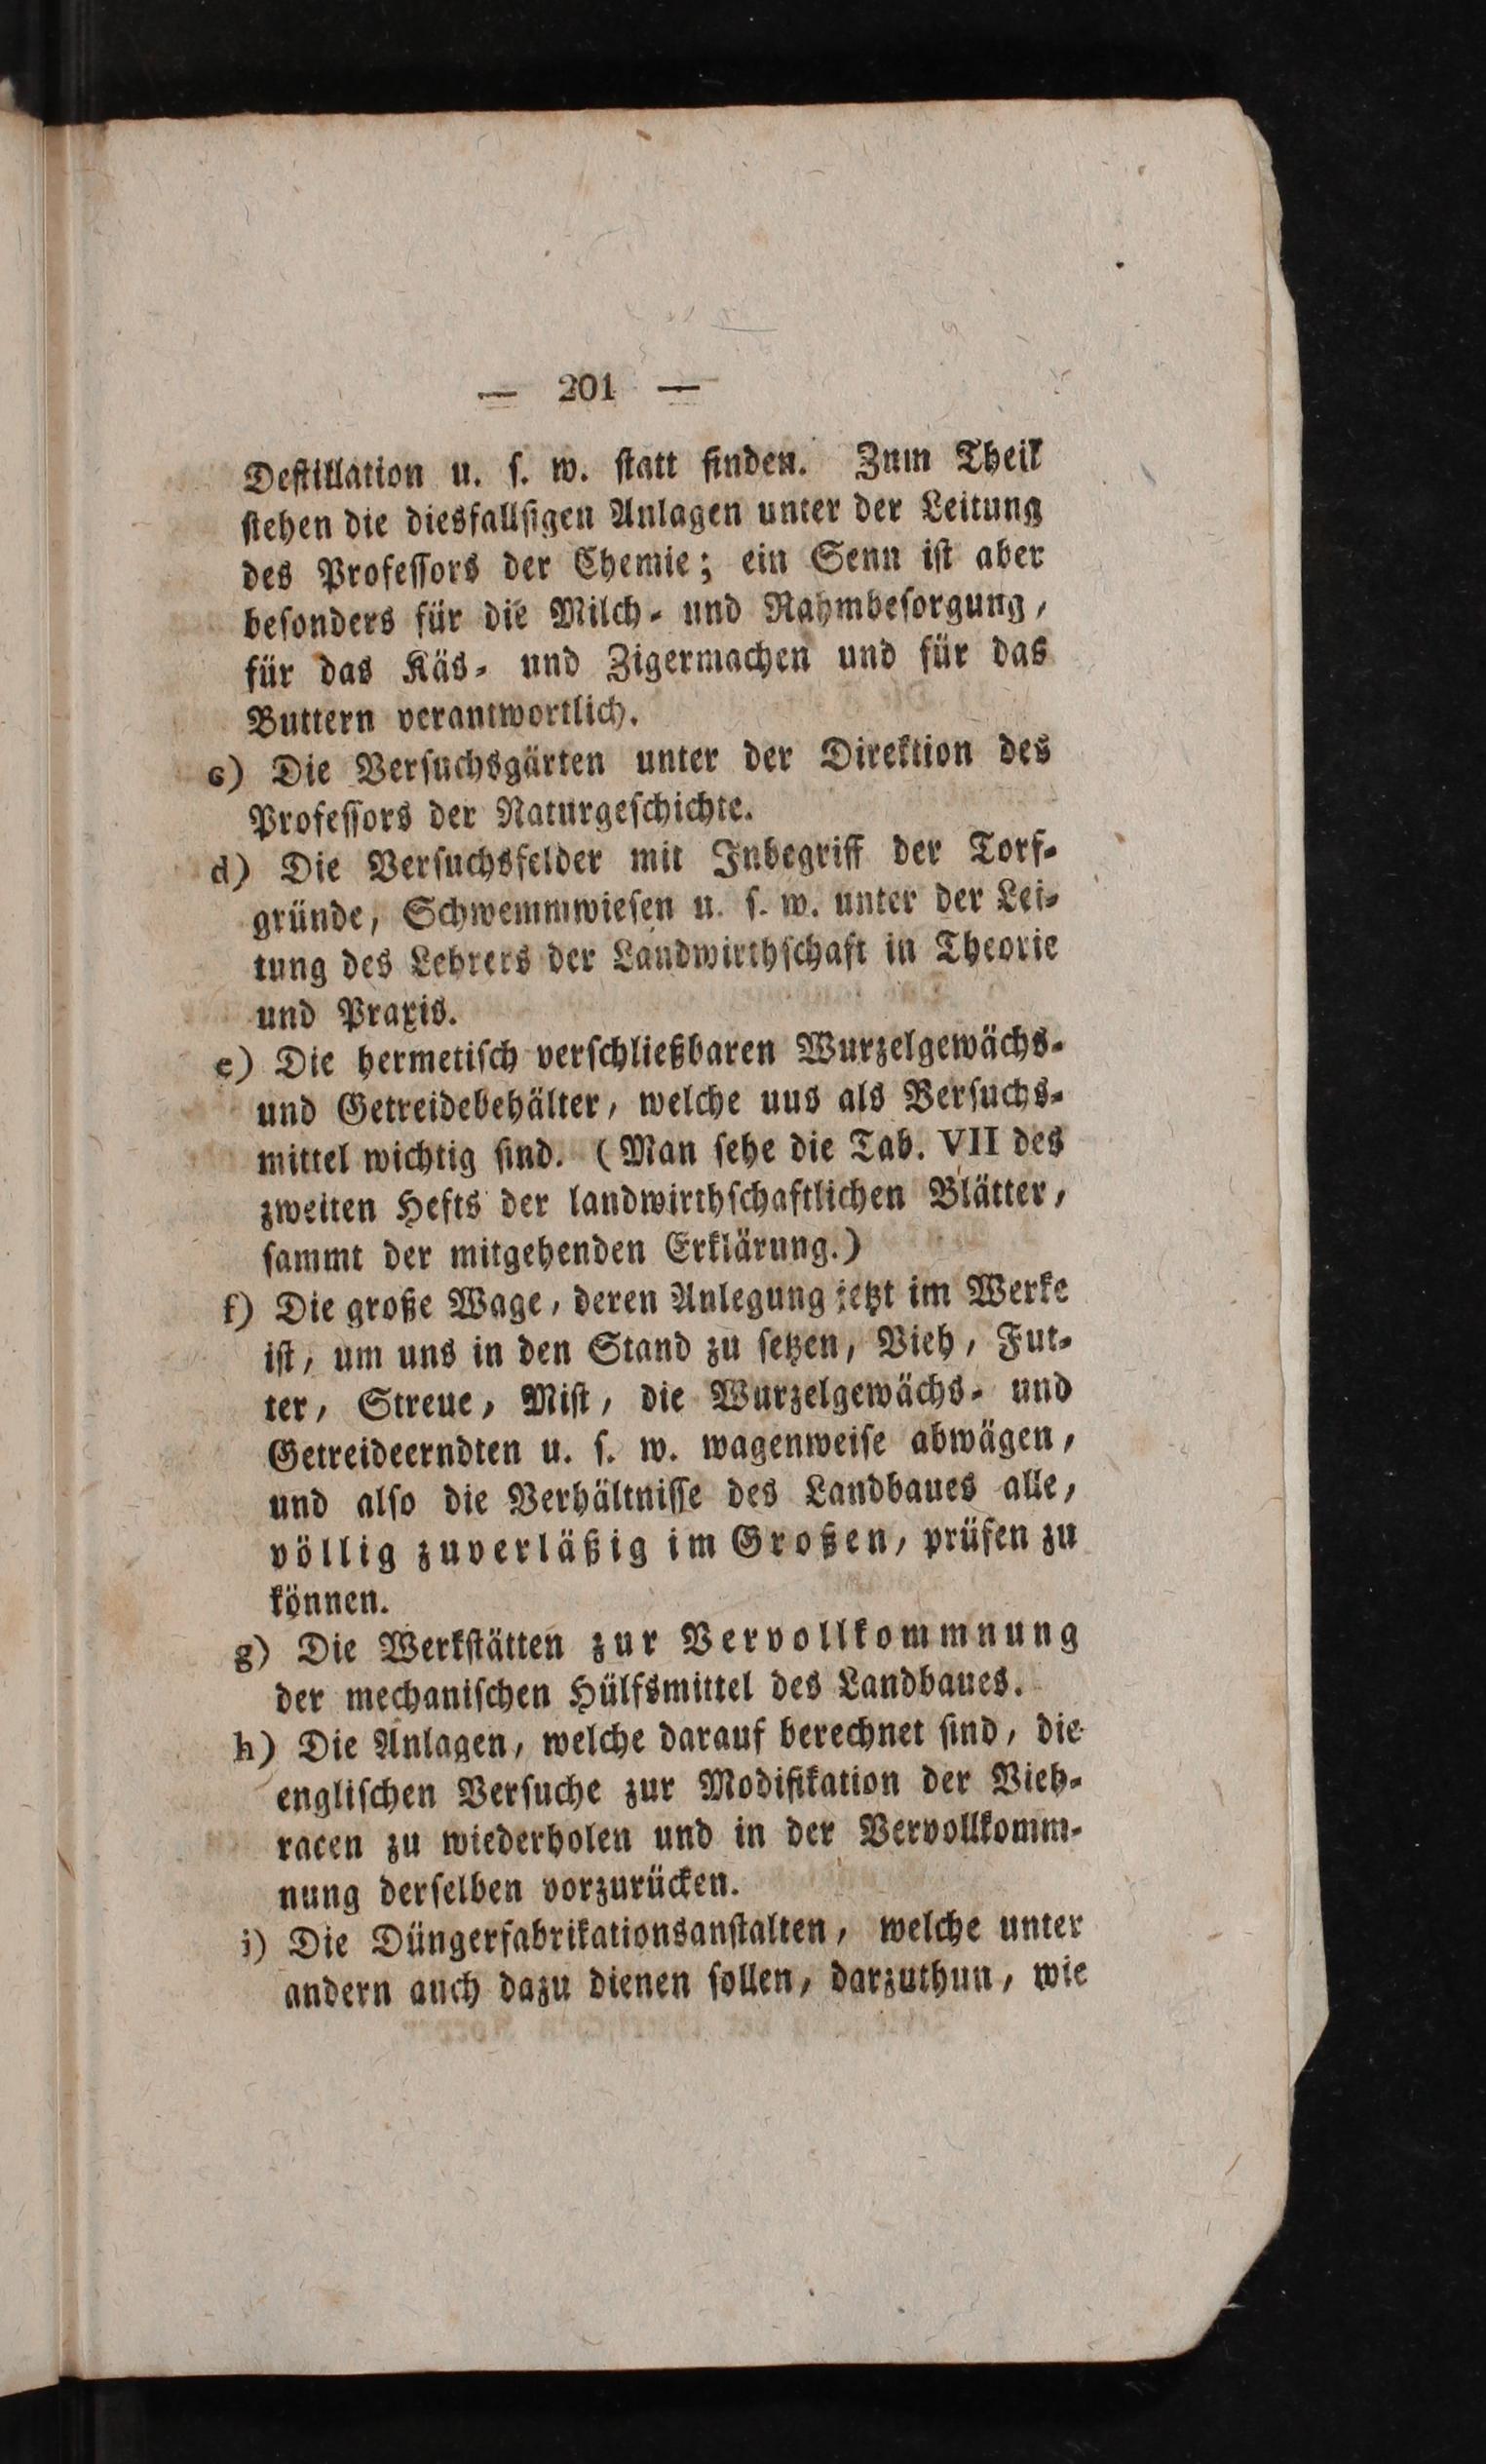 — 201 —
Deſtillation u. ſ. w. ſtatt finden. Zum Theil
ſtehen die diesfallſigen Anlagen unter der Leitung
des Profeſſors der Chemie; ein Senn iſt aber
beſonders für die Milch- und Rahmbeſorgung,
für das Käs- und Zigermachen und für das
Buttern verantwortlich.
c) Die Verſuchsgärten unter der Direktion des
Profeſſors der Naturgeſchichte.
d) Die Verſuchsfelder mit Inbegriff der Torf-
gründe, Schwemmwieſen u. ſ. w. unter der Lei-
tung des Lehrers der Landwirthſchaft in Theorie
und Praxis.
e) Die hermetiſch verſchließbaren Wurzelgewächs-
und Getreidebehälter, welche uns als Verſuchs-
mittel wichtig ſind. (Man ſehe die Tab. VII des
zweiten Hefts der landwirthſchaftlichen Blätter,
ſammt der mitgehenden Erklärung.)
f) Die große Wage, deren Anlegung jetzt im Werke
iſt, um uns in den Stand zu ſetzen, Vieh, Fut-
ter, Streue, Miſt, die Wurzelgewächs- und
Getreideerndten u. ſ. w. wagenweiſe abwägen,
und alſo die Verhältniſſe des Landbaues alle,
völlig zuverläßig im Großen, prüfen zu
können.
g) Die Werkſtätten zur Vervollkommnung
der mechaniſchen Hülfsmittel des Landbaues.
h) Die Anlagen, welche darauf berechnet ſind, die
engliſchen Verſuche zur Modifikation der Vieh-
racen zu wiederholen und in der Vervollkomm-
nung derſelben vorzurücken.
i) Die Düngerfabrikationsanſtalten, welche unter
andern auch dazu dienen ſollen, darzuthun, wie